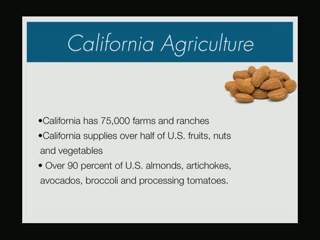 California Agriculture
•California has 75,000 farms and ranches
•California supplies over half of U.S. fruits, nuts
and vegetables
• Over 90 percent of U.S. almonds, artichokes,
avocados, broccoli and processing tomatoes.